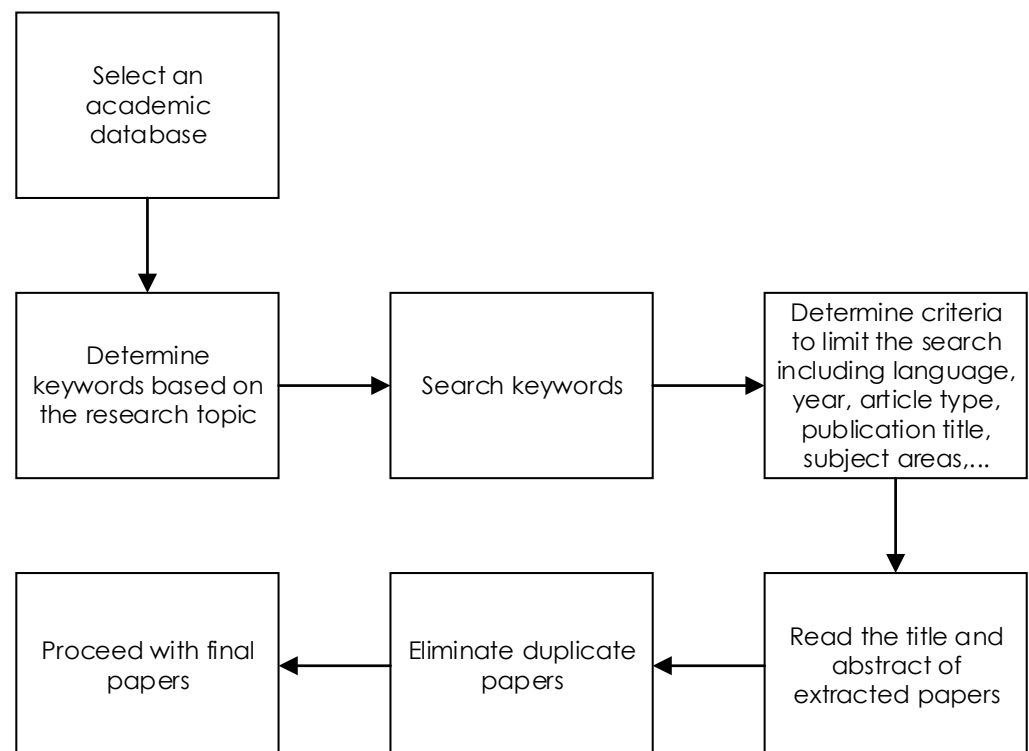 Select an
academic
database
Determine
keywords based on
the research topic
Search keywords
Determine criteria
to limit the search
including language,
year, article type,
publication title,
subject areas,...
Read the title and
abstract of
extracted papers
Eliminate duplicate
papers
Proceed with final
papers